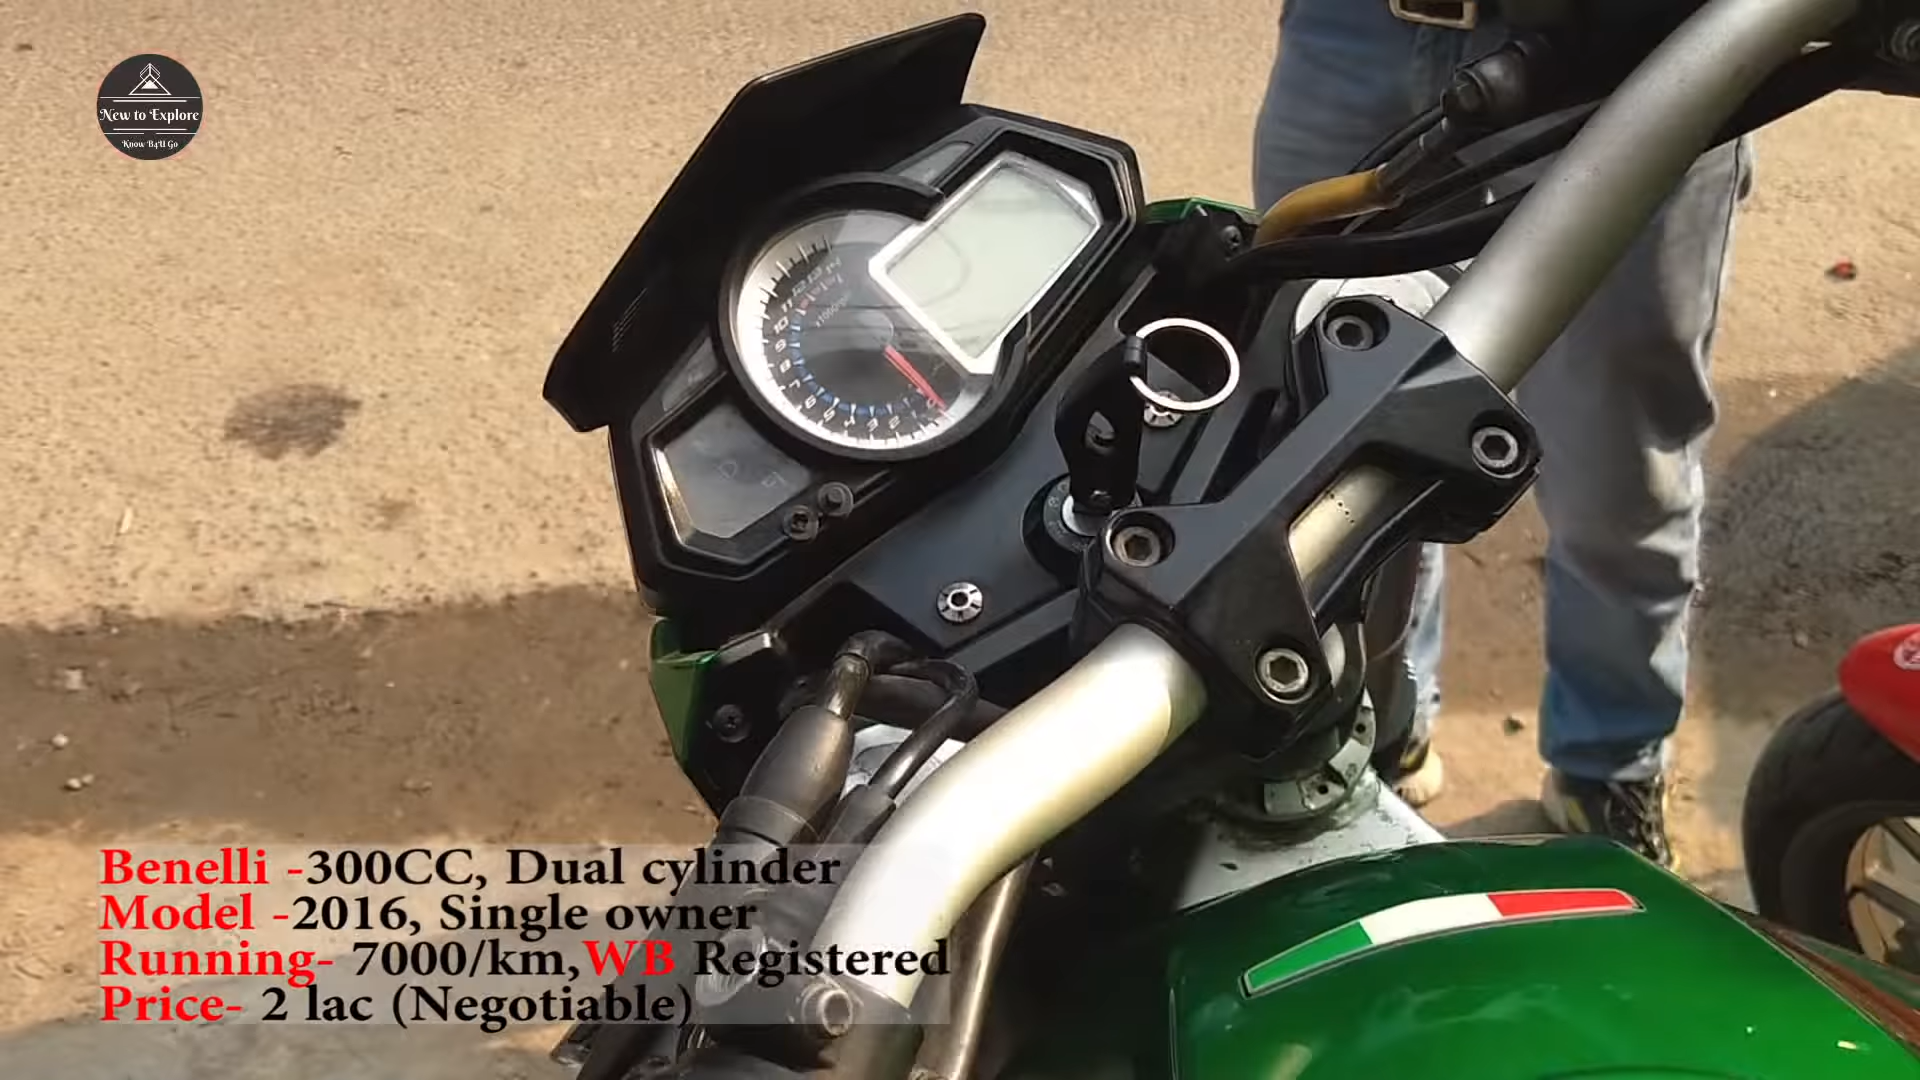 New to Explore
Know B4U Go
Benelli -300CC, Dual cylinder
Model -2016, Single owner
Running- 7000/km,WB Registered
Price- 2 lac (Negotiable)